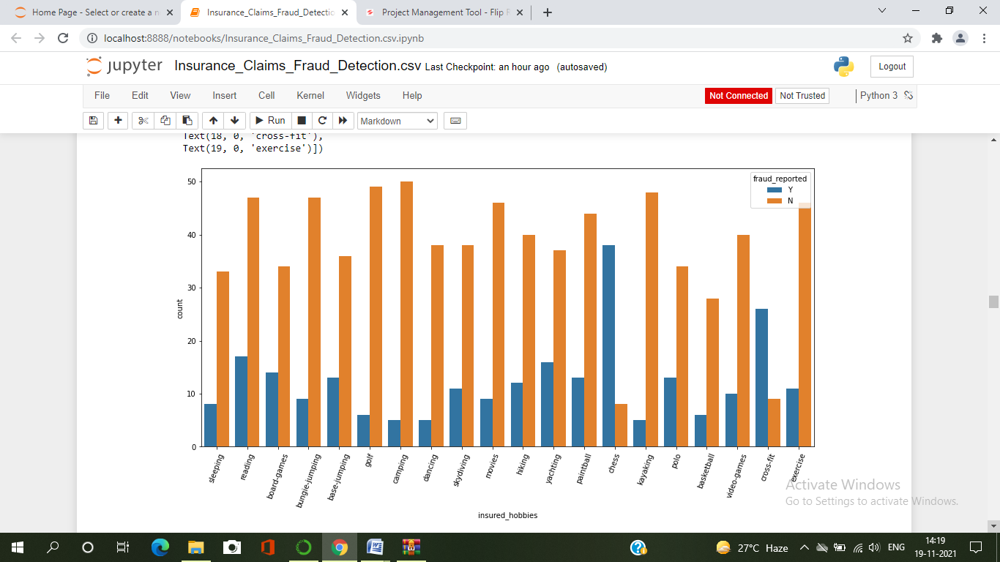 Home Page - Select or create a n
Insurance_Claims_Fraud_Detectio
Project Management Tool - Flip R
localhost:8888/notebooks/Insurance_Claims_Fraud_Detection.csv.ipynb
jupyter Insurance_Claims_Fraud_Detection.csv Last Checkpoint: an hour ago (autosaved)
Logout
File Edit View Insert Cell Kernel Widgets Help
Not Connected Not Trusted Python 3
Run Markdown
Text(18, 0, 'cross-fit'),
Text(19, 0, 'exercise')])
fraud_reported
Y
N
50
40
30
20
10
0
count
sleeping
reading
board-games
bungie-jumping
base-jumping
golf
camping
dancing
skydiving
movies
hiking
yachting
paintball
chess
kayaking
polo
basketball
video-games
cross-fit
exercise
insured_hobbies
Activate Windows
Go to Settings to activate Windows.
27°C Haze
ENG
14:19
19-11-2021